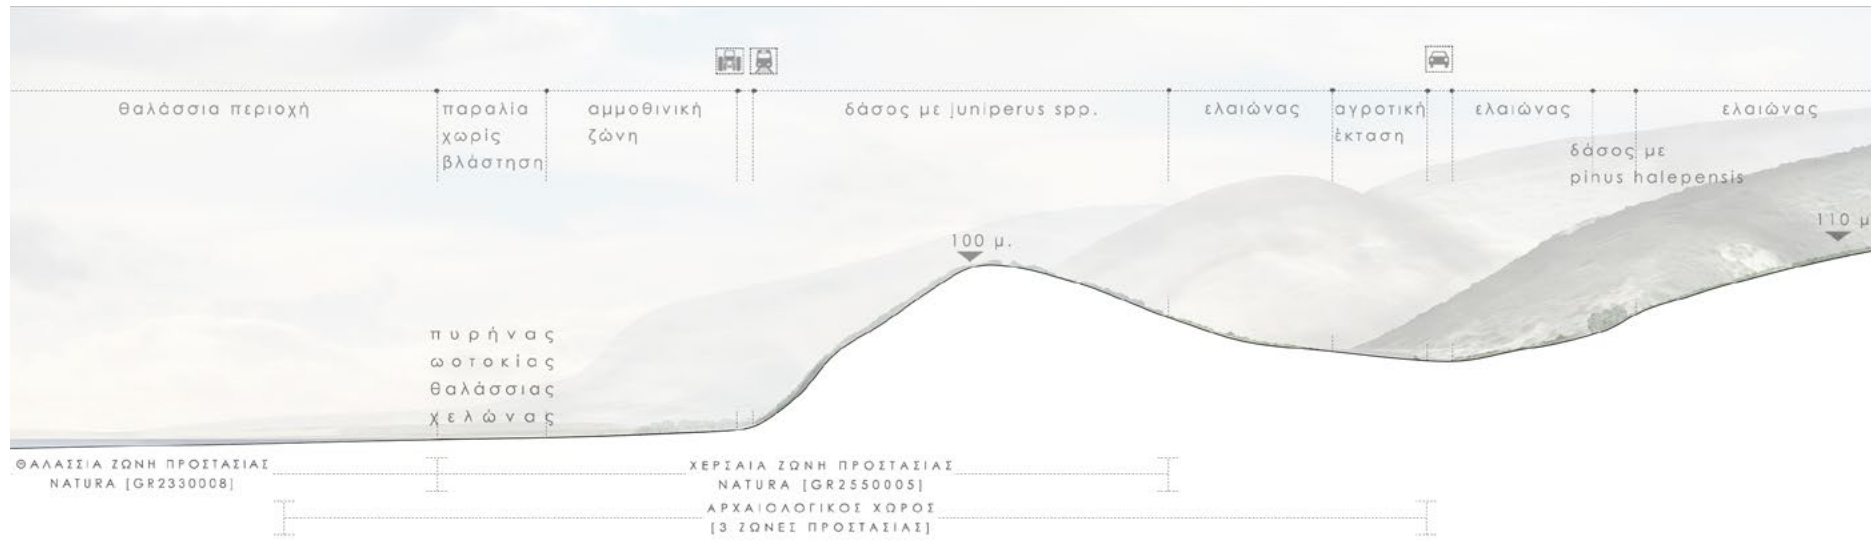 θαλάσσια περιοχή
παραλία
χωρίς
βλάστηση
αμμοθινική
ζώνη
δάσος με juniperus spp.
ελαιώνας
αγροτική
έκταση
ελαιώνας
δάσος με
pinus halepensis
ελαιώνας
100 μ.
110 μ
πυρήνας
ωοτοκίας
θαλάσσιας
χελώνας
ΘΑΛΑΣΣΙΑ ΖΩΝΗ ΠΡΟΣΤΑΣΙΑΣ
NATURA [GR2330008]
ΧΕΡΣΑΙΑ ΖΩΝΗ ΠΡΟΣΤΑΣΙΑΣ
NATURA [GR2550005]
ΑΡΧΑΙΟΛΟΓΙΚΟΣ ΧΩΡΟΣ
[3 ΖΩΝΕΣ ΠΡΟΣΤΑΣΙΑΣ]